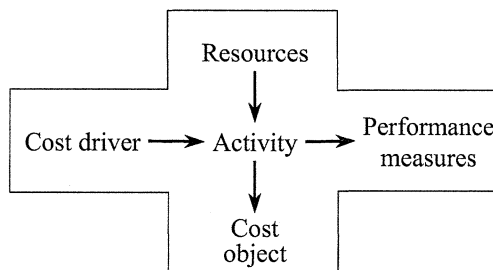 Resources
Cost driver
Activity
Performance
measures
Cost
object